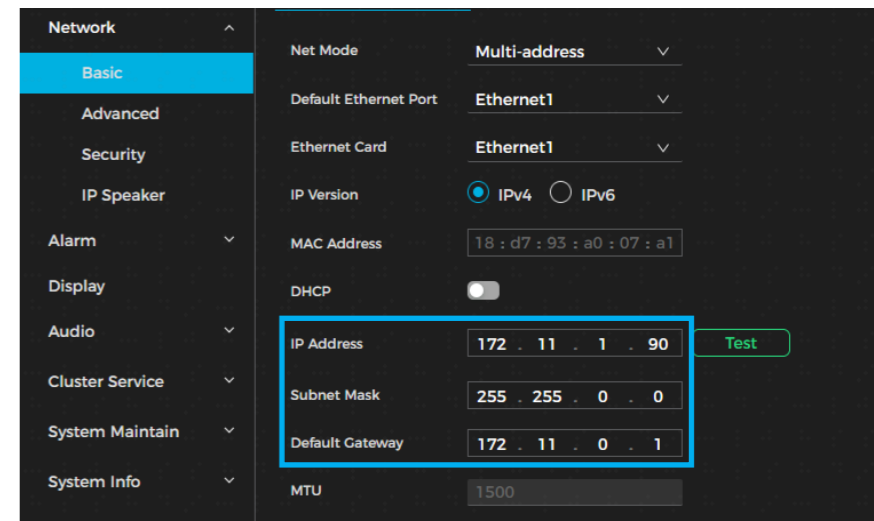 Network
Basic
Advanced
Security
IP Speaker
Alarm
Display
Audio
Cluster Service
System Maintain
System Info
Net Mode Multi-address
Default Ethernet Port Ethernet1
Ethernet Card Ethernet1
IP Version IPv4 IPv6
MAC Address 18 : d7 : 93 : a0 : 07 : a1
DHCP
IP Address 172 . 11 . 1 . 90 Test
Subnet Mask 255 . 255 . 0 . 0
Default Gateway 172 . 11 . 0 . 1
MTU 1500